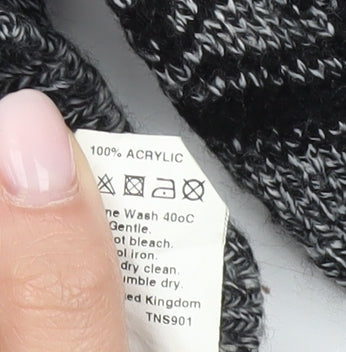 100% ACRYLIC
Wash 40oC
Gentle.
bleach.
iron.
dry clean.
dry.
Kingdom
TNS901